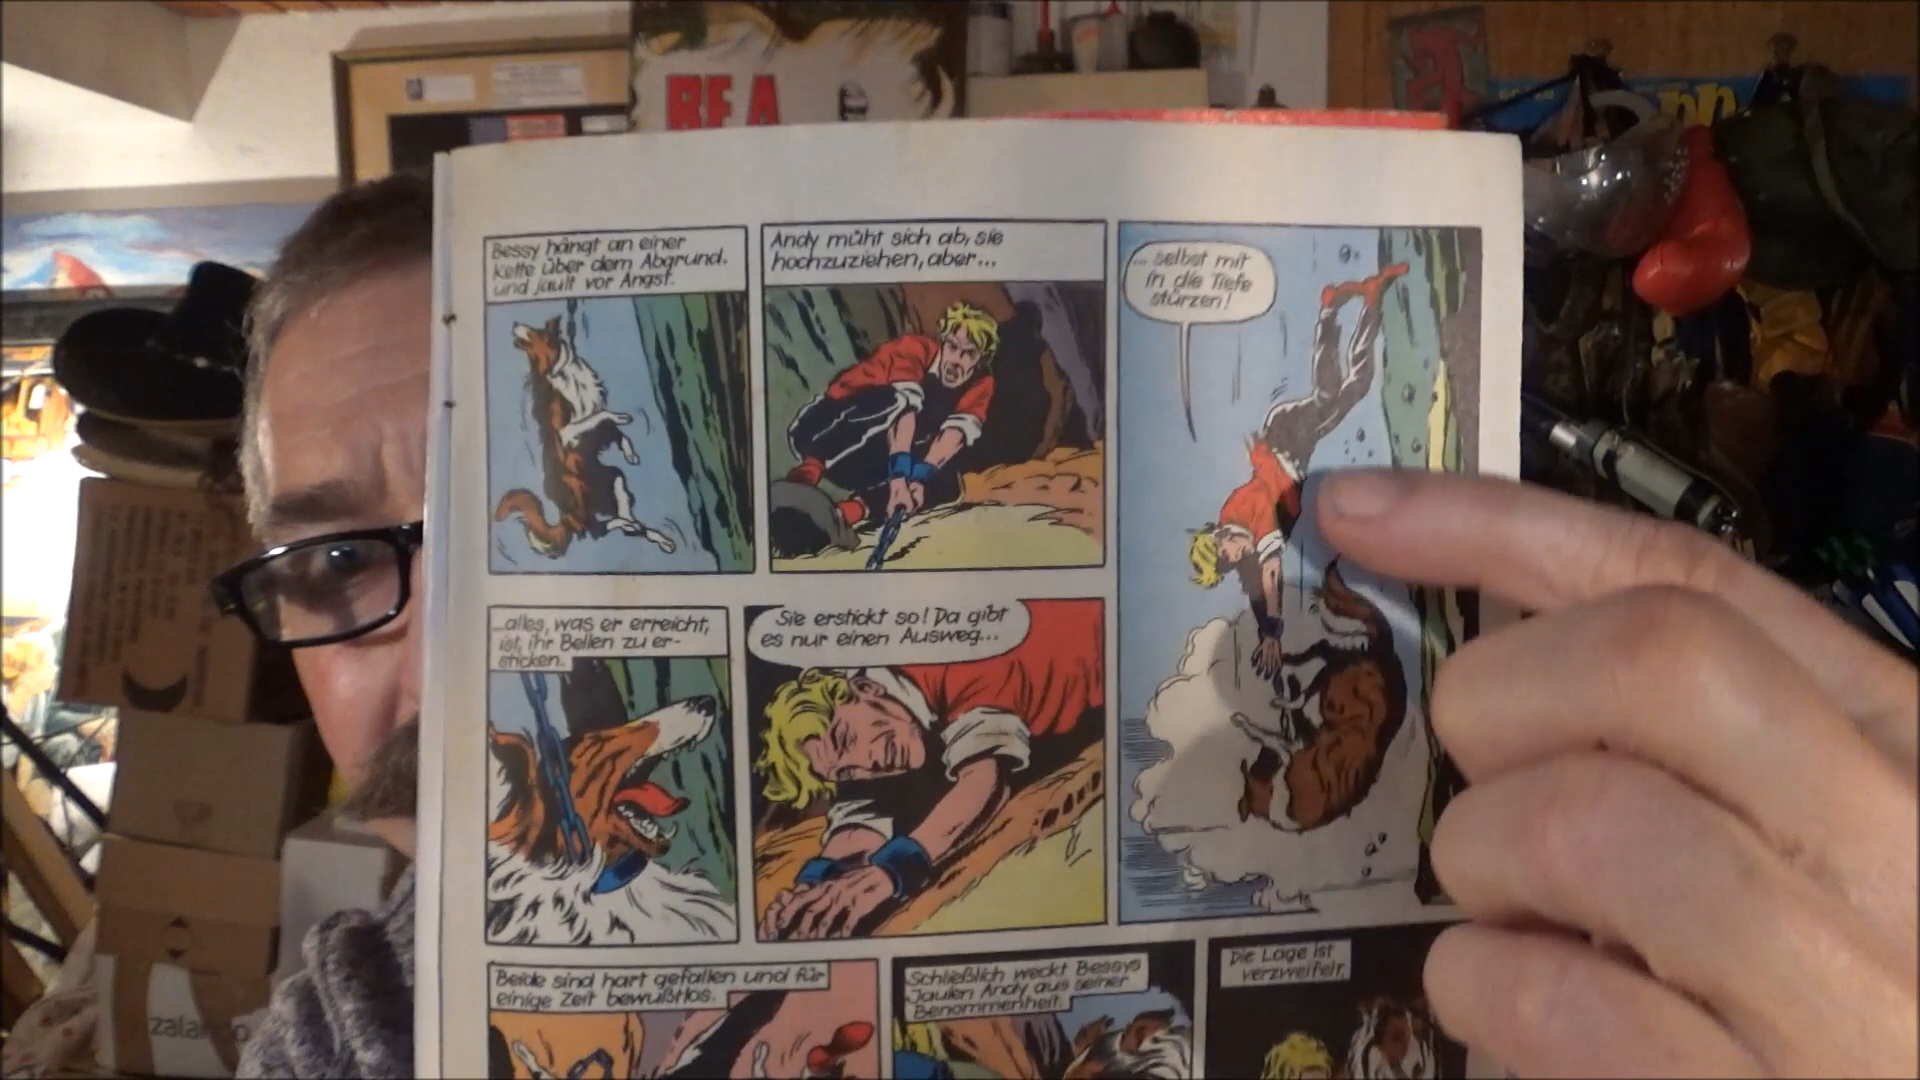 BE A
Bessy hängt an einer
Kette über dem Abgrund.
und jault vor Angst.
Andy müht sich ab, sie
hochzuziehen, aber...
... selbst mit
in die Tiefe
stürzen!
...alles, was er erreicht,
ist, ihr Bellen zu er-
sticken.
Sie erstickt so! Da gibt
es nur einen Ausweg...
Beide sind hart gefallen und für
einige Zeit bewußtlos.
Schließlich weckt Bessys
Jaulen Andy aus seiner
Benommenheit.
Die Lage ist
verzweifelt.